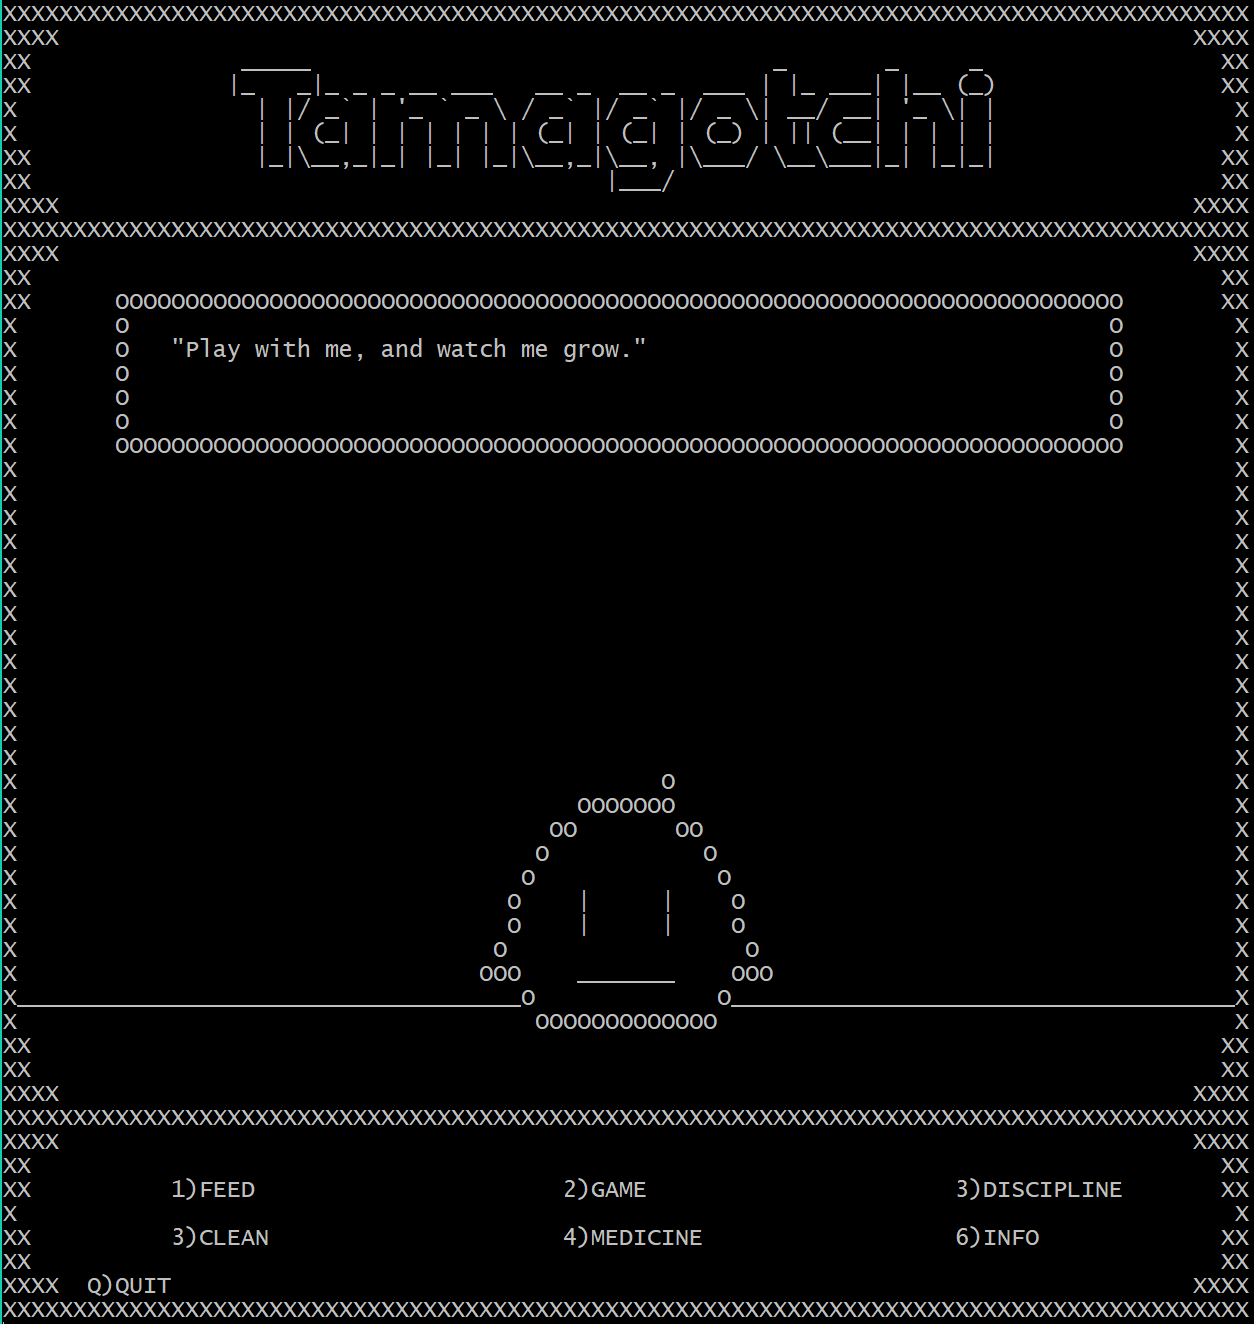 Tamagotchi
"Play with me, and watch me grow."
1)FEED 2)GAME 3)DISCIPLINE
3)CLEAN 4)MEDICINE 6)INFO
Q)QUIT